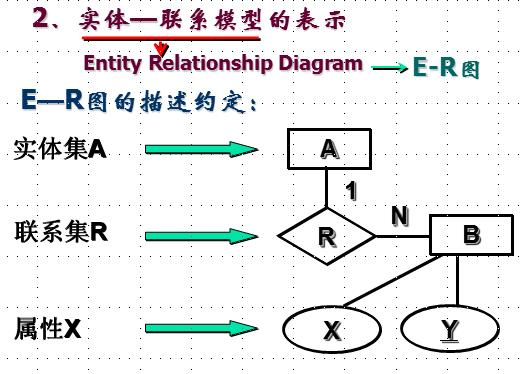 2、实体—联系模型的表示
Entity Relationship Diagram
E-R图
E—R图的描述约定：
实体集A
A
1
联系集R
R
N
B
属性X
X
Y